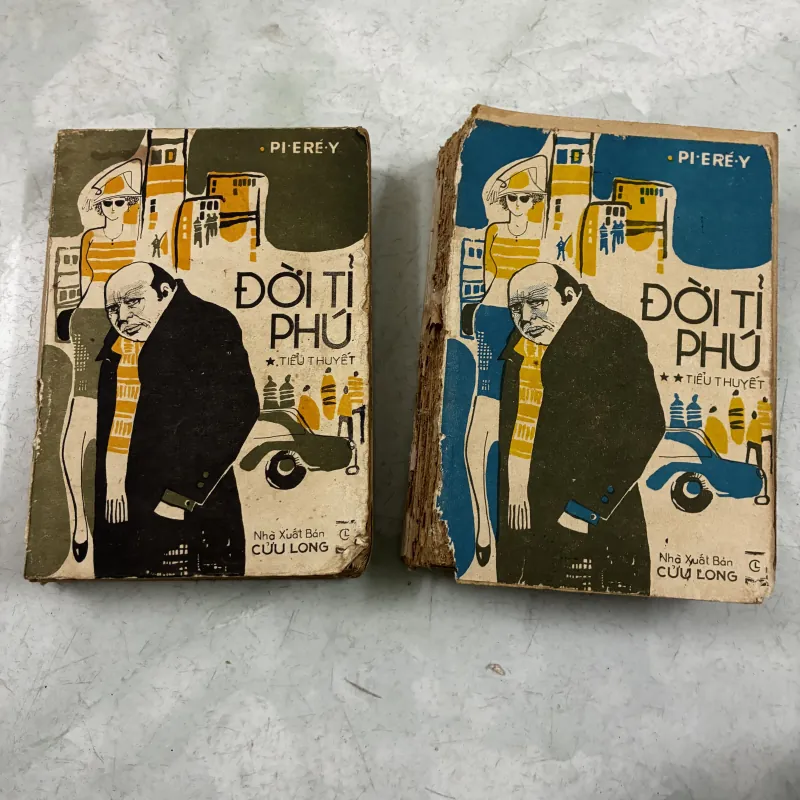 • PI•ERÉ•Y
ĐỜI TỈ
PHÚ
★ TIỂU THUYẾT
Nhà Xuất Bản
CỬU LONG
• PI•ERÉ•Y
ĐỜI TỈ
PHÚ
★★ TIỂU THUYẾT
Nhà Xuất Bản
CỬU LONG